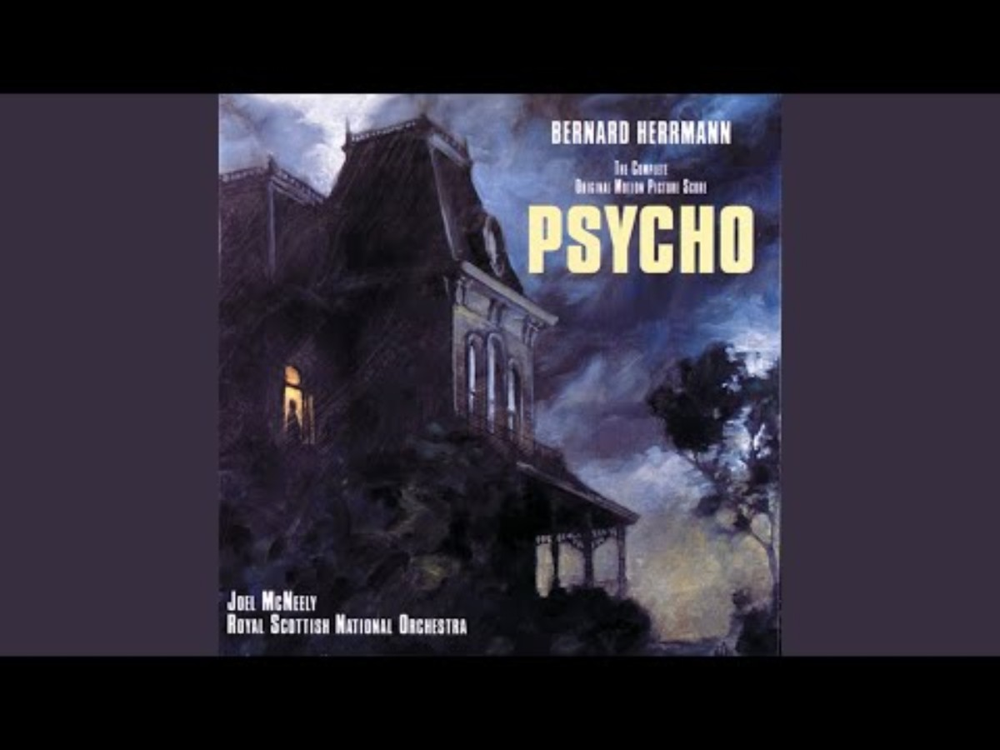 BERNARD HERRMANN
THE COMPLETE
ORIGINAL MOTION PICTURE SCORE
PSYCHO
JOEL MCNEELY
ROYAL SCOTTISH NATIONAL ORCHESTRA